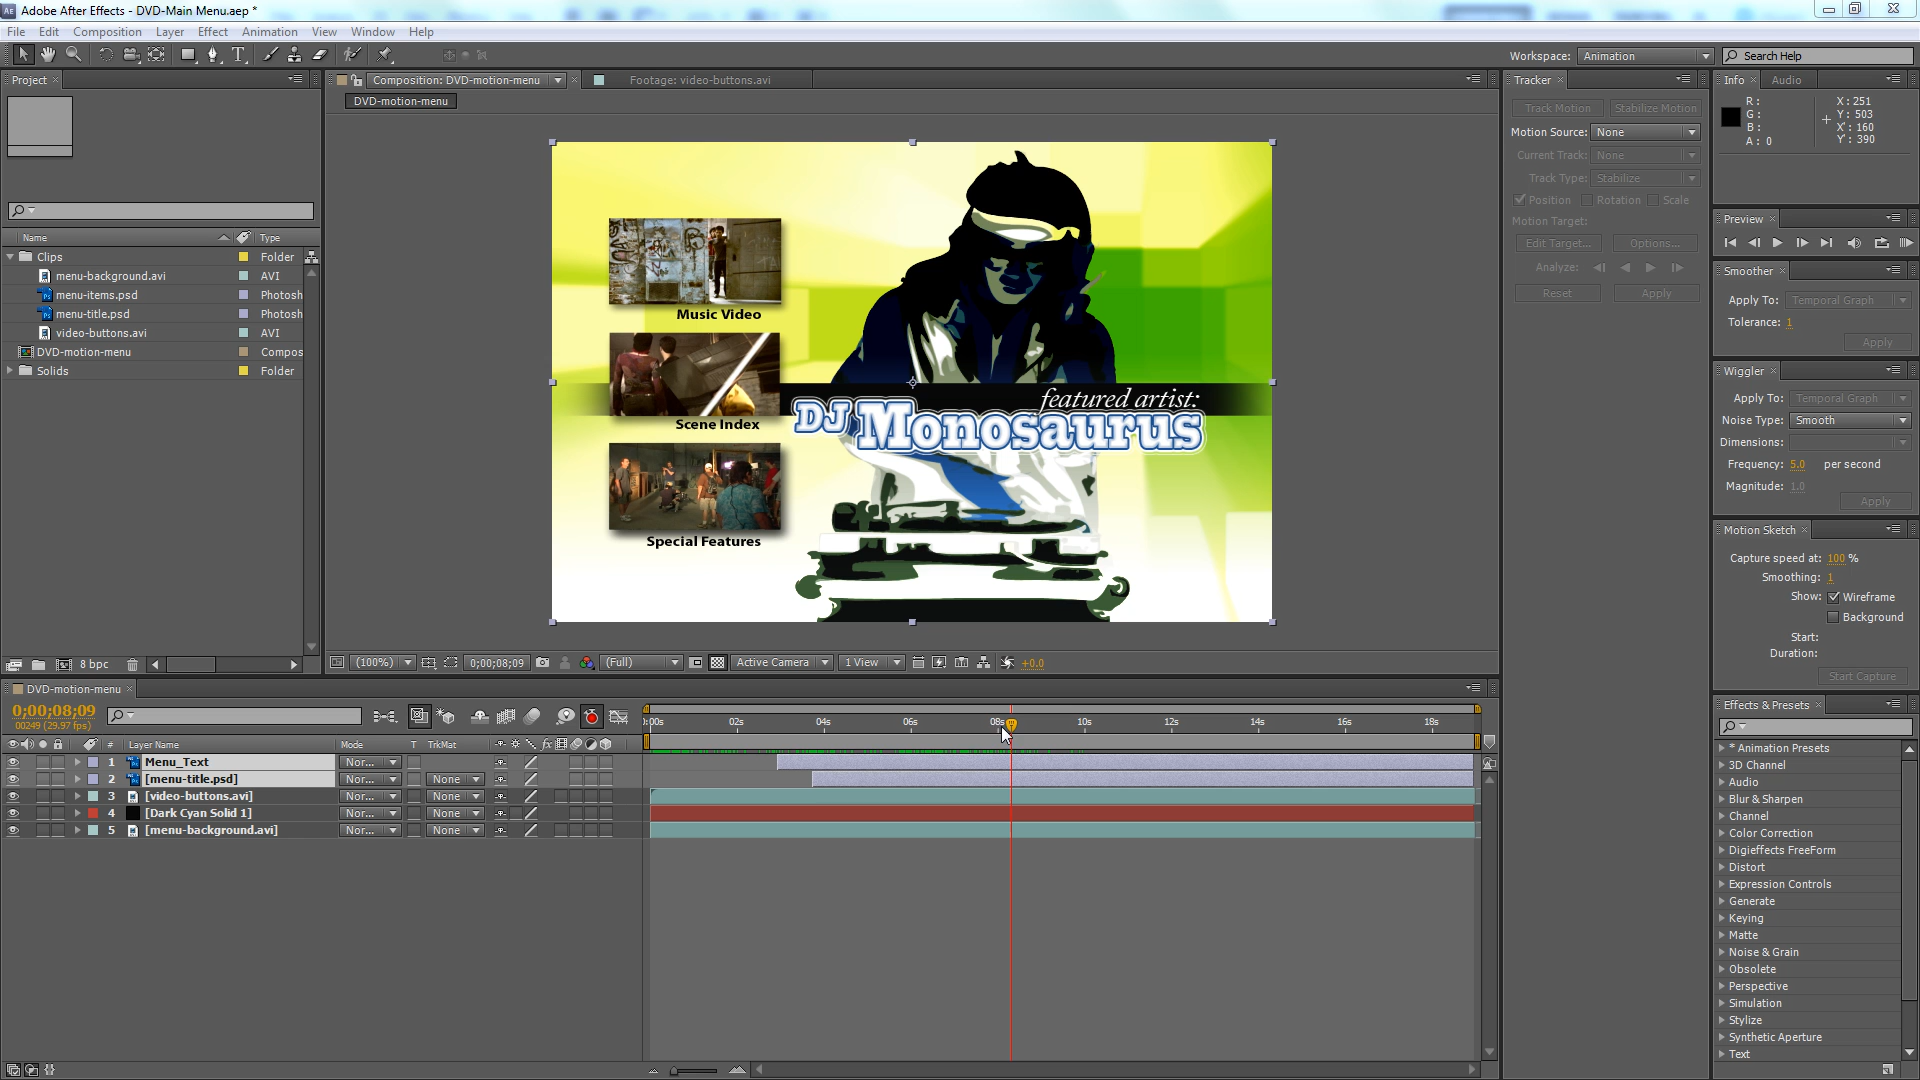 Adobe After Effects - DVD-Main Menu.aep *
File Edit Composition Layer Effect Animation View Window Help
Workspace: Animation Search Help
Project
Name Type
Clips Folder
menu-background.avi AVI
menu-items.psd Photosh
menu-title.psd Photosh
video-buttons.avi AVI
DVD-motion-menu Compos
Solids Folder
8 bpc
Composition: DVD-motion-menu Footage: video-buttons.avi
DVD-motion-menu
Music Video
Scene Index
Special Features
featured artist:
DJ Monosaurus
(100%) 0;00;08;09 (Full) Active Camera 1 View +0.0
Tracker
Track Motion Stabilize Motion
Motion Source: None
Current Track: None
Track Type: Stabilize
Position Rotation Scale
Motion Target:
Edit Target... Options...
Analyze:
Reset Apply
Info Audio
R: X: 251
G: Y: 503
B: X': 160
A: 0 Y': 390
Preview
Smoother
Apply To: Temporal Graph
Tolerance: 1
Apply
Wiggler
Apply To: Temporal Graph
Noise Type: Smooth
Dimensions:
Frequency: 5.0 per second
Magnitude: 1.0
Apply
Motion Sketch
Capture speed at: 100 %
Smoothing: 1
Show: Wireframe
Background
Start:
Duration:
Start Capture
Effects & Presets
* Animation Presets
3D Channel
Audio
Blur & Sharpen
Channel
Color Correction
Digieffects FreeForm
Distort
Expression Controls
Generate
Keying
Matte
Noise & Grain
Obsolete
Perspective
Simulation
Stylize
Synthetic Aperture
Text
DVD-motion-menu
0;00;08;09
00249 (29.97 fps)
):00s 02s 04s 06s 08s 10s 12s 14s 16s 18s
# Layer Name Mode T TrkMat
1 Menu_Text Nor...
2 [menu-title.psd] Nor... None
3 [video-buttons.avi] Nor... None
4 [Dark Cyan Solid 1] Nor... None
5 [menu-background.avi] Nor... None